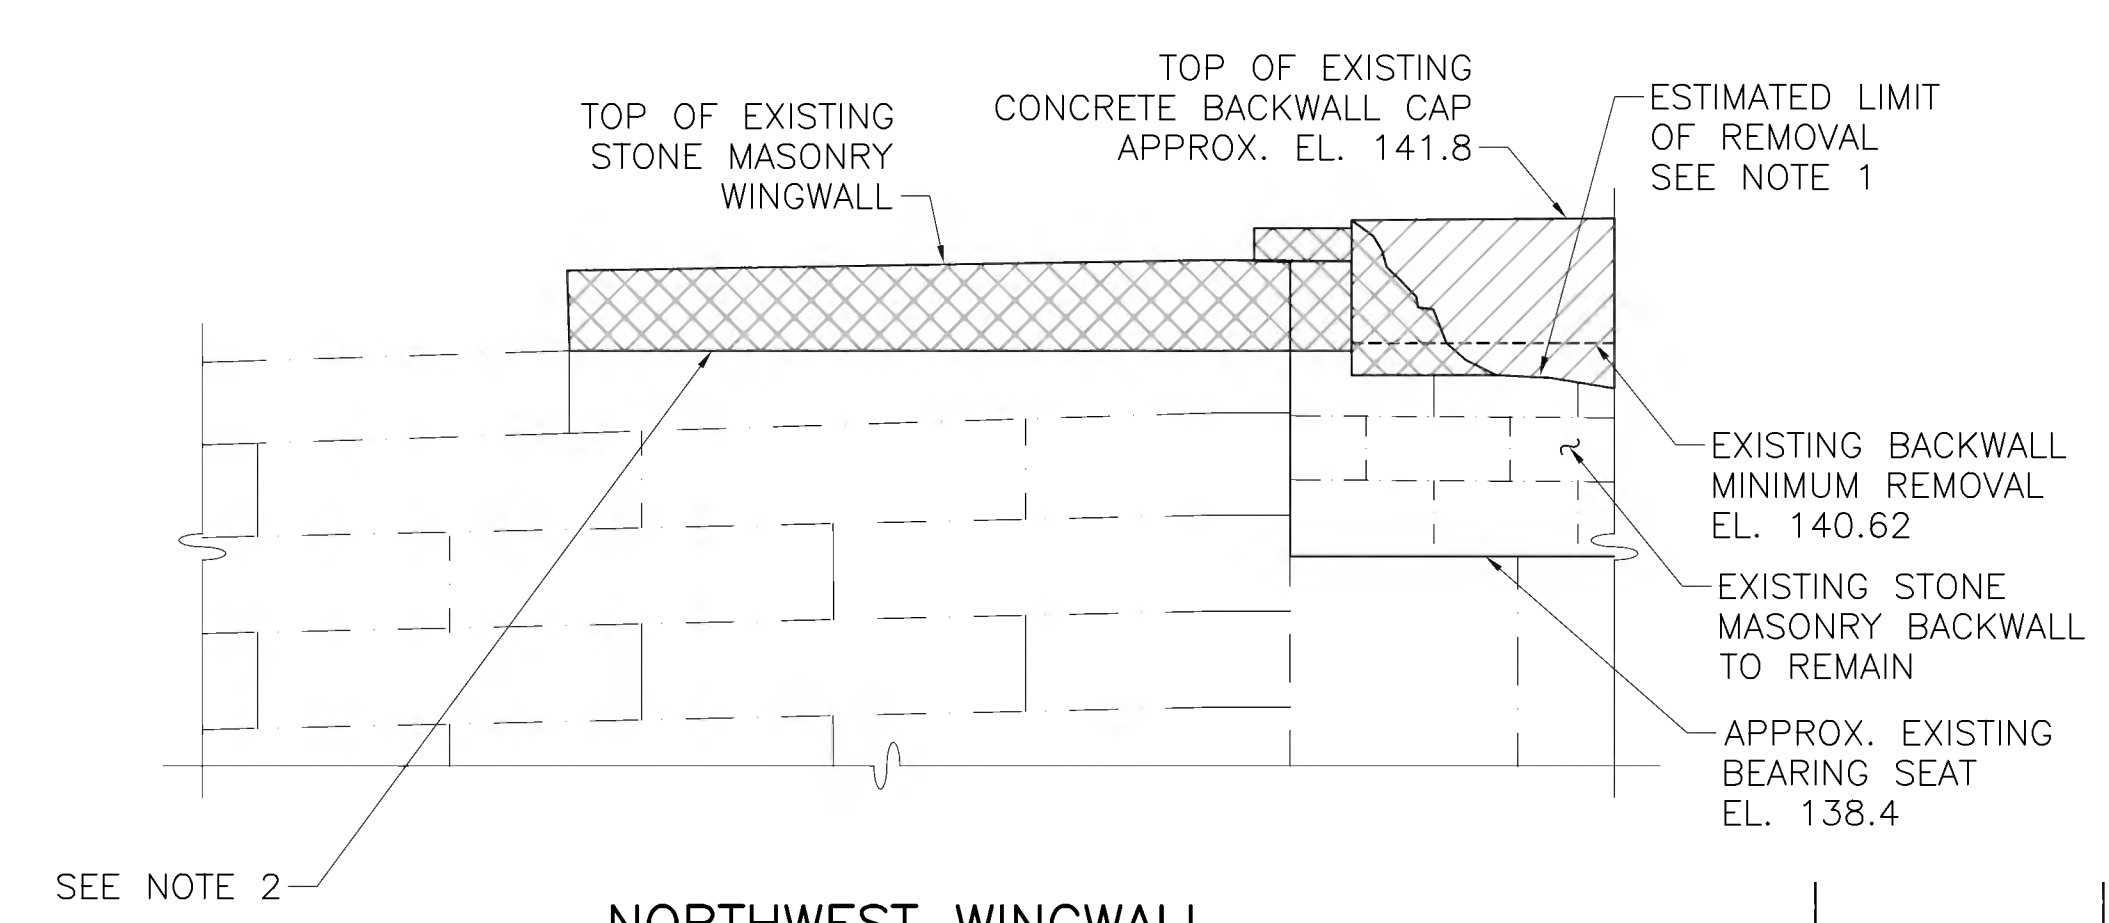 TOP OF EXISTING
CONCRETE BACKWALL CAP
APPROX. EL. 141.8
ESTIMATED LIMIT
OF REMOVAL
SEE NOTE 1
TOP OF EXISTING
STONE MASONRY
WINGWALL
EXISTING BACKWALL
MINIMUM REMOVAL
EL. 140.62
EXISTING STONE
MASONRY BACKWALL
TO REMAIN
APPROX. EXISTING
BEARING SEAT
EL. 138.4
SEE NOTE 2
NORTHWEST WINGWALL